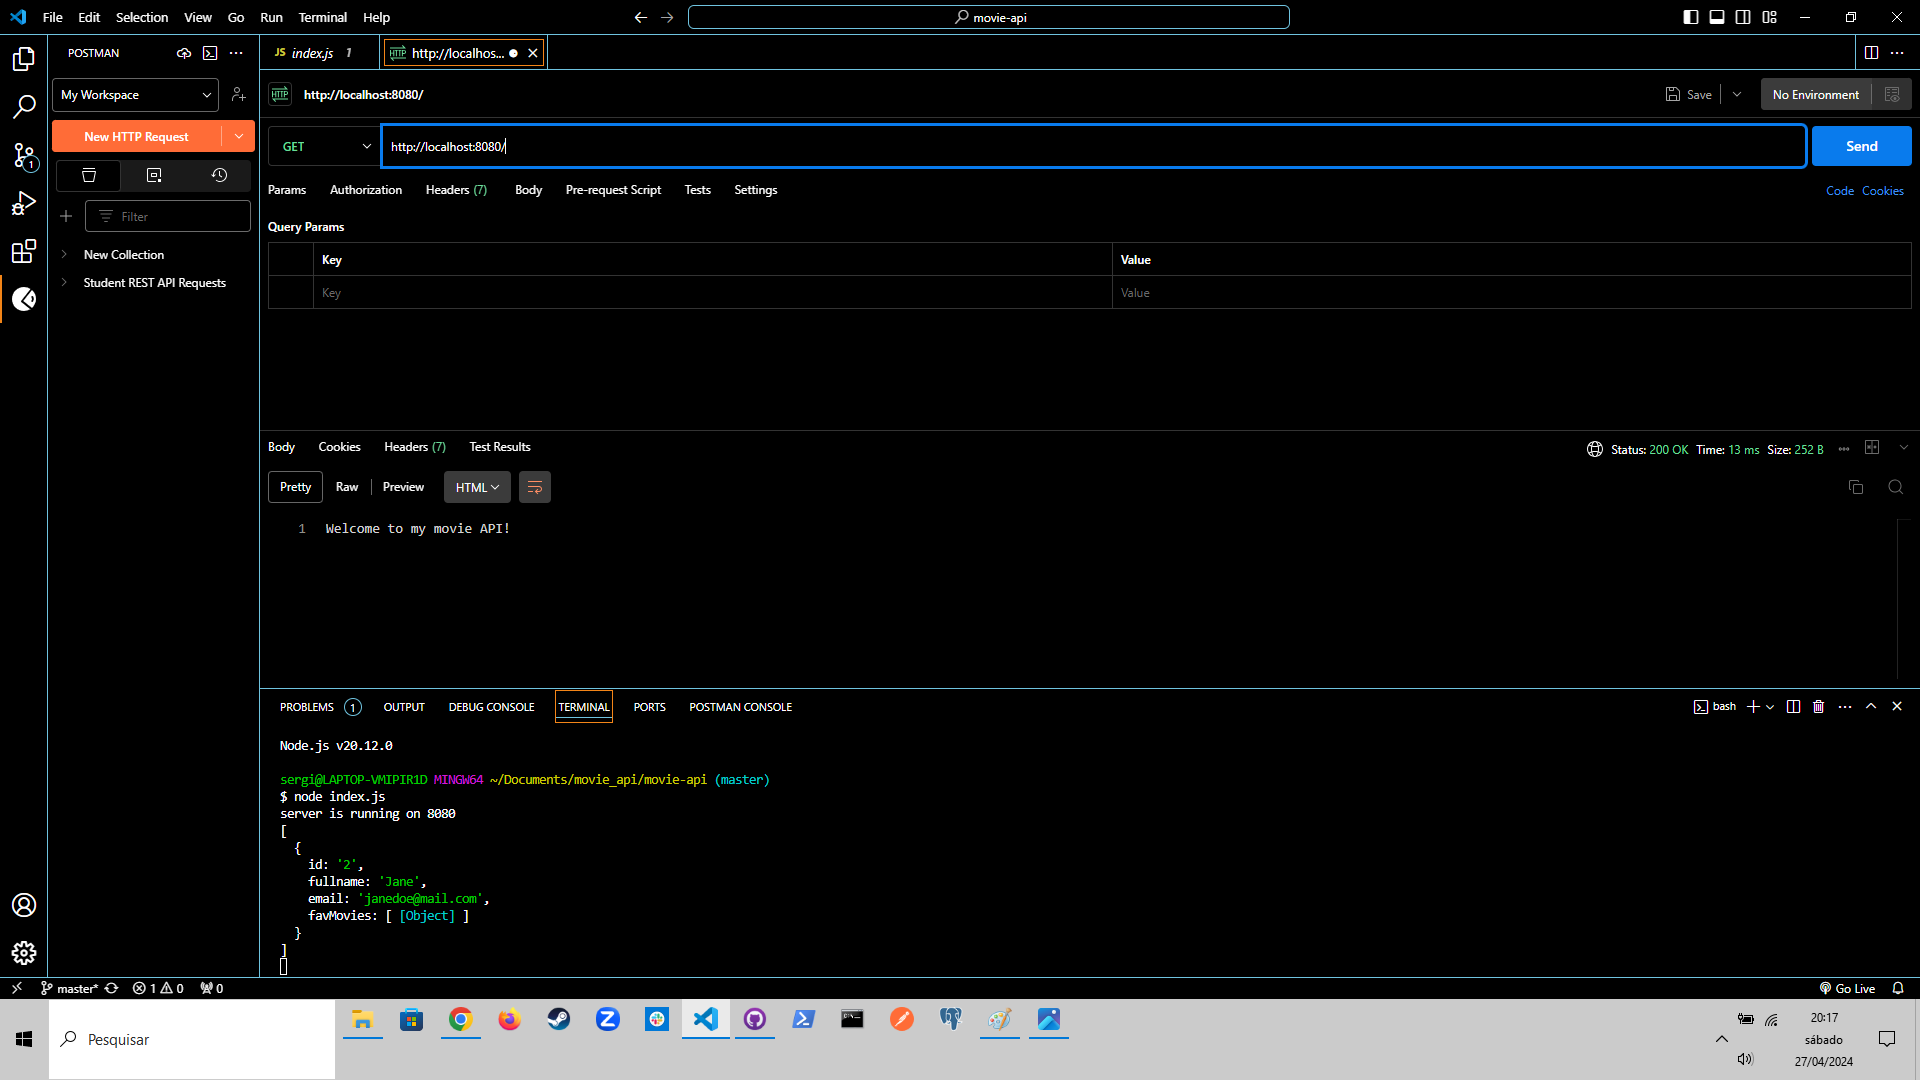 File Edit Selection View Go Run Terminal Help
movie-api
POSTMAN
JS index.js 1
HTTP http://localhos...
My Workspace
HTTP http://localhost:8080/
Save
No Environment
New HTTP Request
GET
http://localhost:8080/
Send
Params Authorization Headers (7) Body Pre-request Script Tests Settings
Code Cookies
Filter
Query Params
New Collection
Key Value
Student REST API Requests
Key Value
Body Cookies Headers (7) Test Results
Status: 200 OK Time: 13 ms Size: 252 B
Pretty Raw Preview HTML
1 Welcome to my movie API!
PROBLEMS 1 OUTPUT DEBUG CONSOLE TERMINAL PORTS POSTMAN CONSOLE
bash
Node.js v20.12.0
sergi@LAPTOP-VMIPIR1D MINGW64 ~/Documents/movie_api/movie-api (master)
$ node index.js
server is running on 8080
[
{
id: '2',
fullname: 'Jane',
email: 'janedoe@mail.com',
favMovies: [ [Object] ]
}
]
1
master* 1 0 0
Go Live
Pesquisar
20:17
sábado
27/04/2024